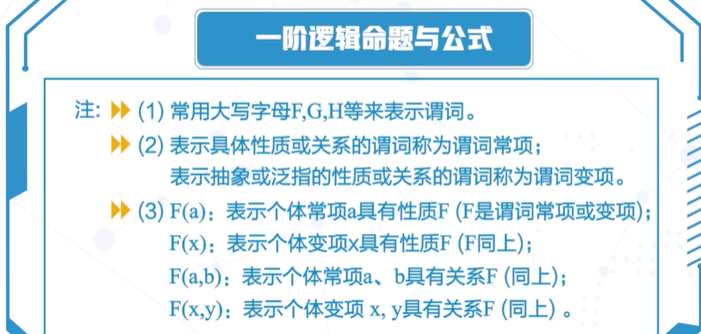 一阶逻辑命题与公式
注: (1) 常用大写字母F,G,H等来表示谓词。
(2) 表示具体性质或关系的谓词称为谓词常项;
表示抽象或泛指的性质或关系的谓词称为谓词变项。
(3) F(a): 表示个体常项a具有性质F (F是谓词常项或变项);
F(x): 表示个体变项x具有性质F (F同上);
F(a,b): 表示个体常项a、b具有关系F (同上);
F(x,y): 表示个体变项 x, y具有关系F (同上) 。